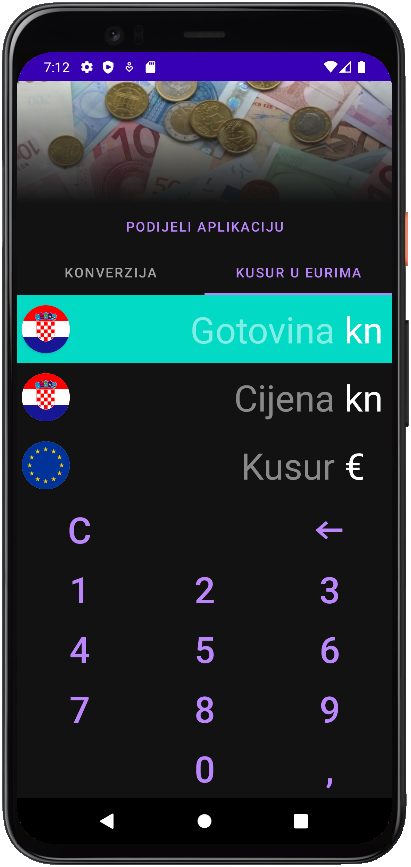 7:12
PODIJELI APLIKACIJU
KONVERZIJA KUSUR U EURIMA
Gotovina kn
Cijena kn
Kusur €
C ←
1 2 3
4 5 6
7 8 9
0 ,